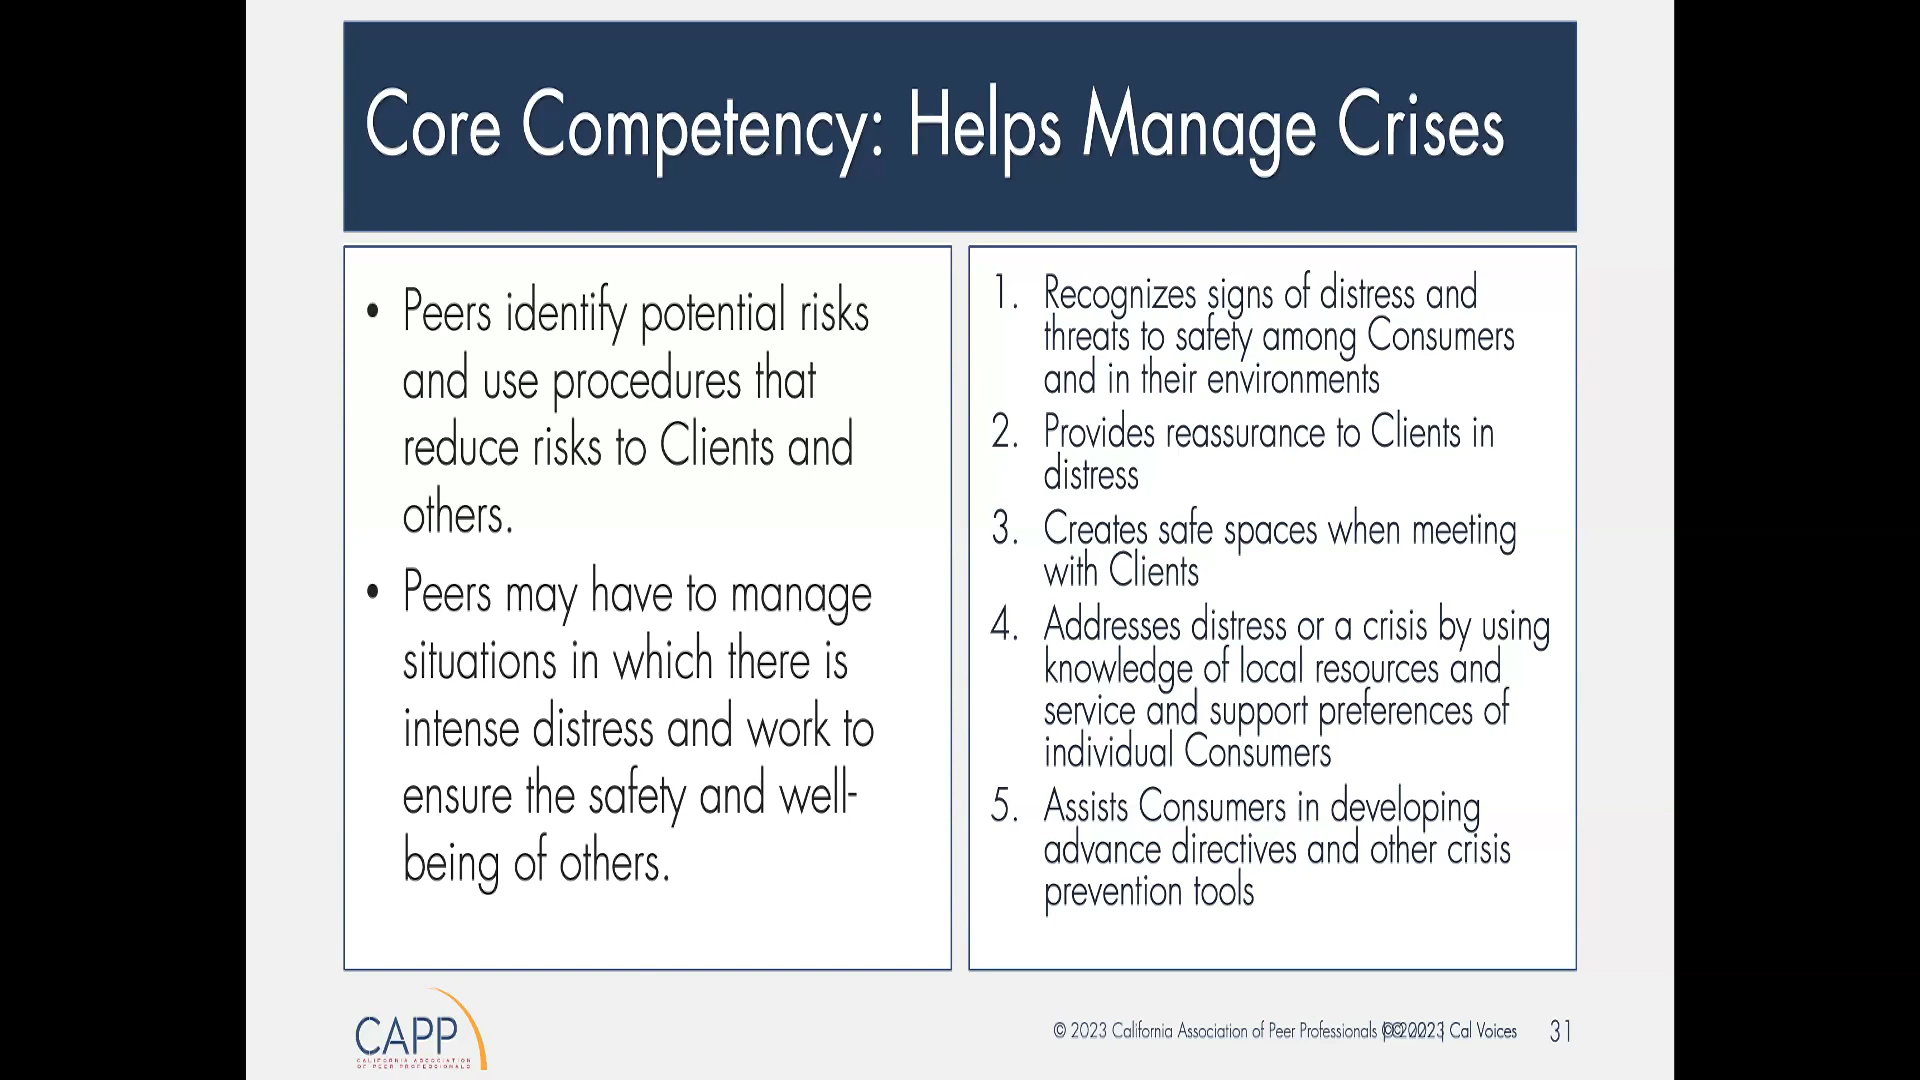 Core Competency: Helps Manage Crises
• Peers identify potential risks
and use procedures that
reduce risks to Clients and
others.
• Peers may have to manage
situations in which there is
intense distress and work to
ensure the safety and well-
being of others.
1. Recognizes signs of distress and
threats to safety among Consumers
and in their environments
2. Provides reassurance to Clients in
distress
3. Creates safe spaces when meeting
with Clients
4. Addresses distress or a crisis by using
knowledge of local resources and
service and support preferences of
individual Consumers
5. Assists Consumers in developing
advance directives and other crisis
prevention tools
CAPP
CALIFORNIA ASSOCIATION
OF PEER PROFESSIONALS
© 2023 California Association of Peer Professionals Cal Voices
31